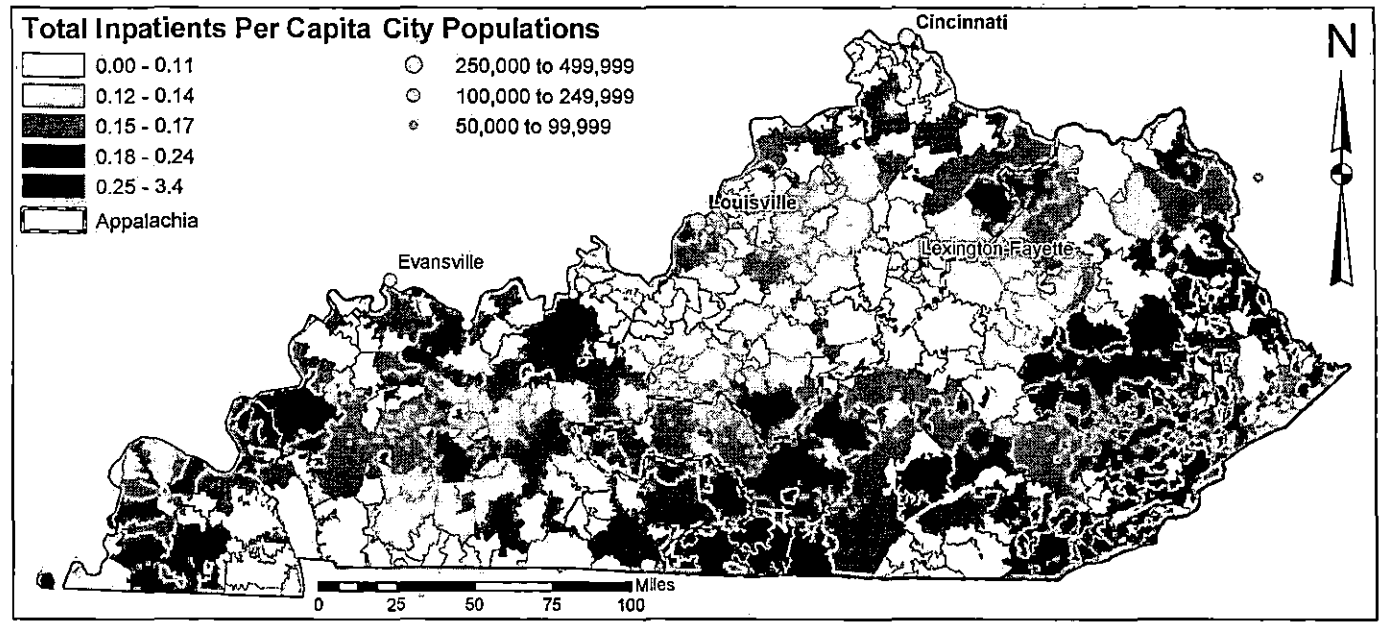 Total Inpatients Per Capita
0.00 - 0.11
0.12 - 0.14
0.15 - 0.17
0.18 - 0.24
0.25 - 3.4
Appalachia
City Populations
250,000 to 499,999
100,000 to 249,999
50,000 to 99,999
Cincinnati
N
Louisville
Lexington-Fayette
Evansville
Miles
0 25 50 75 100